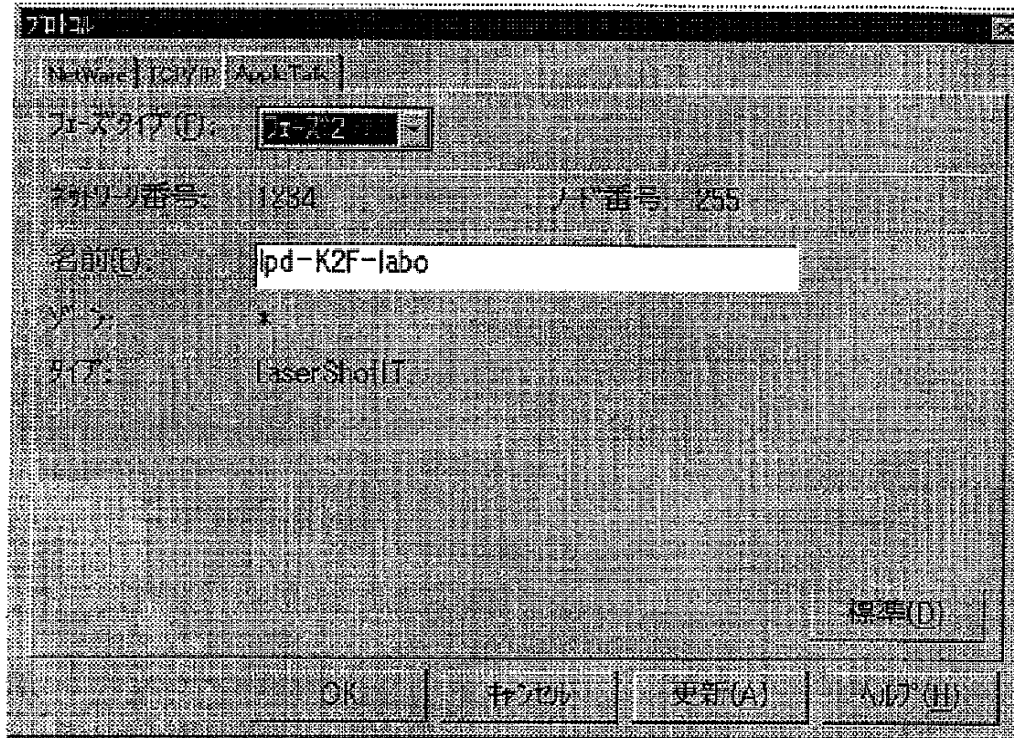 プロトコル
NetWare TCP/IP AppleTalk
フェーズタイプ(F): フェーズ2
ネットワーク番号: 1234 ノード番号: 255
名前(E): lpd-K2F-labo
ゾーン: *
タイプ: LaserShotLT
標準(D)
OK キャンセル 更新(A) ヘルプ(H)